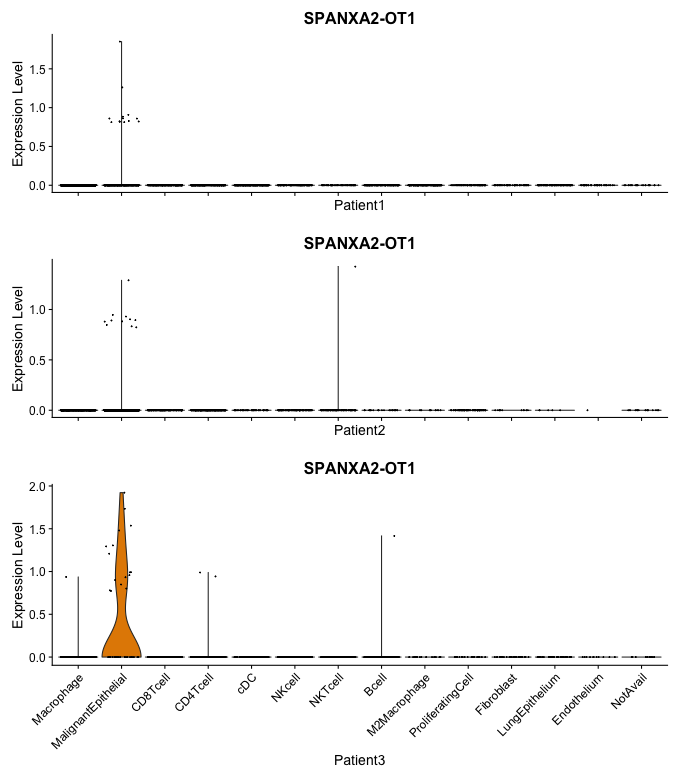 SPANXA2-OT1
Expression Level
1.5
1.0
0.5
0.0
Patient1
SPANXA2-OT1
Expression Level
1.0
0.5
0.0
Patient2
SPANXA2-OT1
Expression Level
2.0
1.5
1.0
0.5
0.0
Macrophage
MalignantEpithelial
CD8Tcell
CD4Tcell
cDC
NKcell
NKTcell
Bcell
M2Macrophage
ProliferatingCell
Fibroblast
LungEpithelium
Endothelium
NotAvail
Patient3